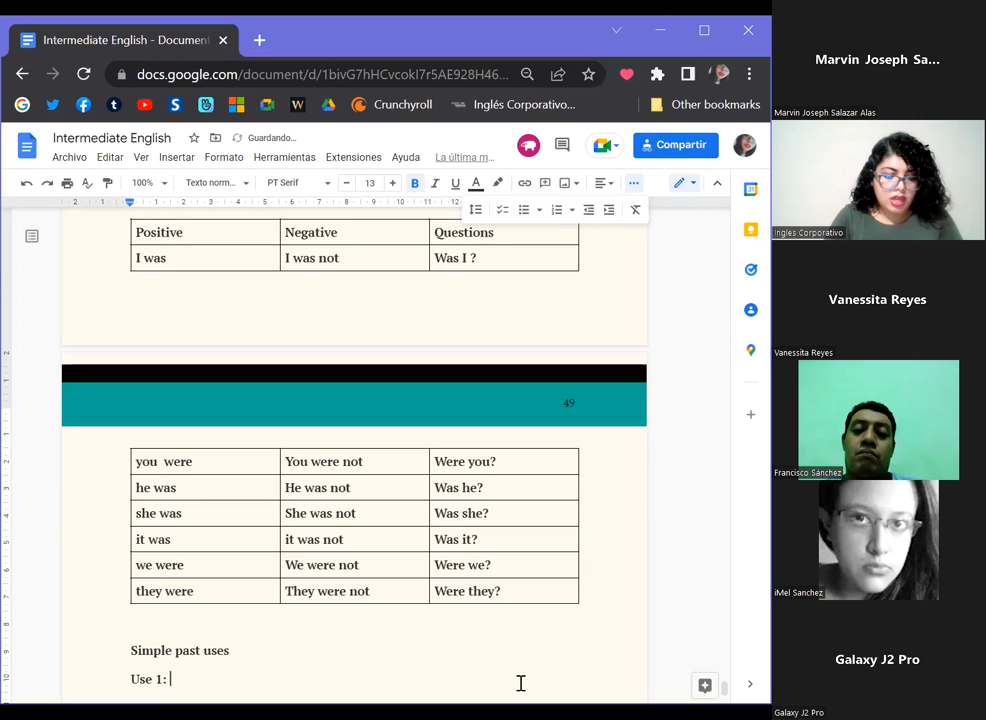 Intermediate English - Document
docs.google.com/document/d/1bivG7hHCvcokI7r5AE928H46...
Crunchyroll
Inglés Corporativo...
Other bookmarks
Intermediate English
Guardando...
Archivo Editar Ver Insertar Formato Herramientas Extensiones Ayuda La última m...
Compartir
100% Texto norm... PT Serif 13
Positive Negative Questions
I was I was not Was I ?
49
you were You were not Were you?
he was He was not Was he?
she was She was not Was she?
it was it was not Was it?
we were We were not Were we?
they were They were not Were they?
Simple past uses
Use 1:
Marvin Joseph Sa...
Marvin Joseph Salazar Alas
Ingles Corporativo
Vanessita Reyes
Vanessita Reyes
Francisco Sánchez
iMel Sanchez
Galaxy J2 Pro
Galaxy J2 Pro